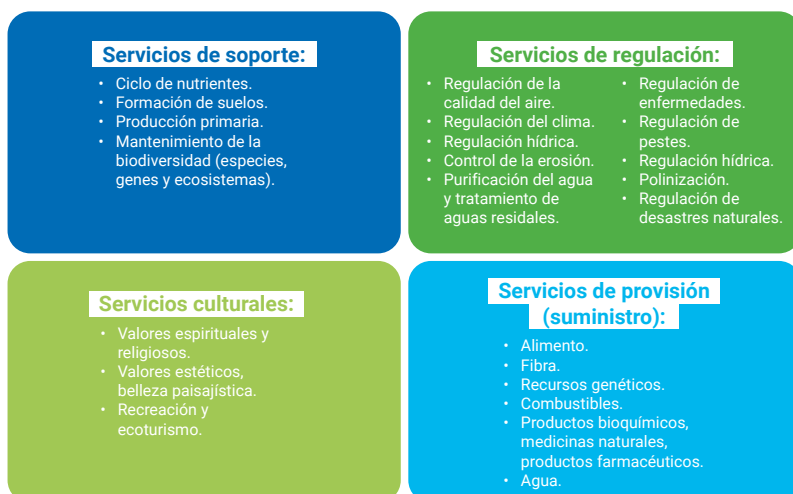 Servicios de soporte:
• Ciclo de nutrientes.
• Formación de suelos.
• Producción primaria.
• Mantenimiento de la
biodiversidad (especies,
genes y ecosistemas).
Servicios de regulación:
• Regulación de la
calidad del aire.
• Regulación del clima.
• Regulación hídrica.
• Control de la erosión.
• Purificación del agua
y tratamiento de
aguas residales.
• Regulación de
enfermedades.
• Regulación de
pestes.
• Regulación hídrica.
• Polinización.
• Regulación de
desastres naturales.
Servicios culturales:
• Valores espirituales y
religiosos.
• Valores estéticos,
belleza paisajística.
• Recreación y
ecoturismo.
Servicios de provisión
(suministro):
• Alimento.
• Fibra.
• Recursos genéticos.
• Combustibles.
• Productos bioquímicos,
medicinas naturales,
productos farmacéuticos.
• Agua.